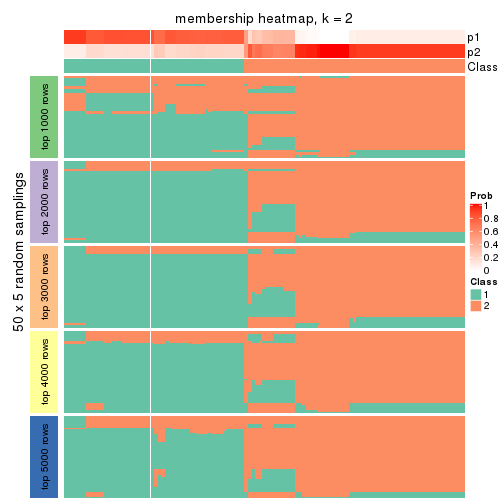 membership heatmap, k = 2
p1
p2
Class
50 x 5 random samplings
top 1000 rows
top 2000 rows
top 3000 rows
top 4000 rows
top 5000 rows
Prob
1
0.8
0.6
0.4
0.2
0
Class
1
2